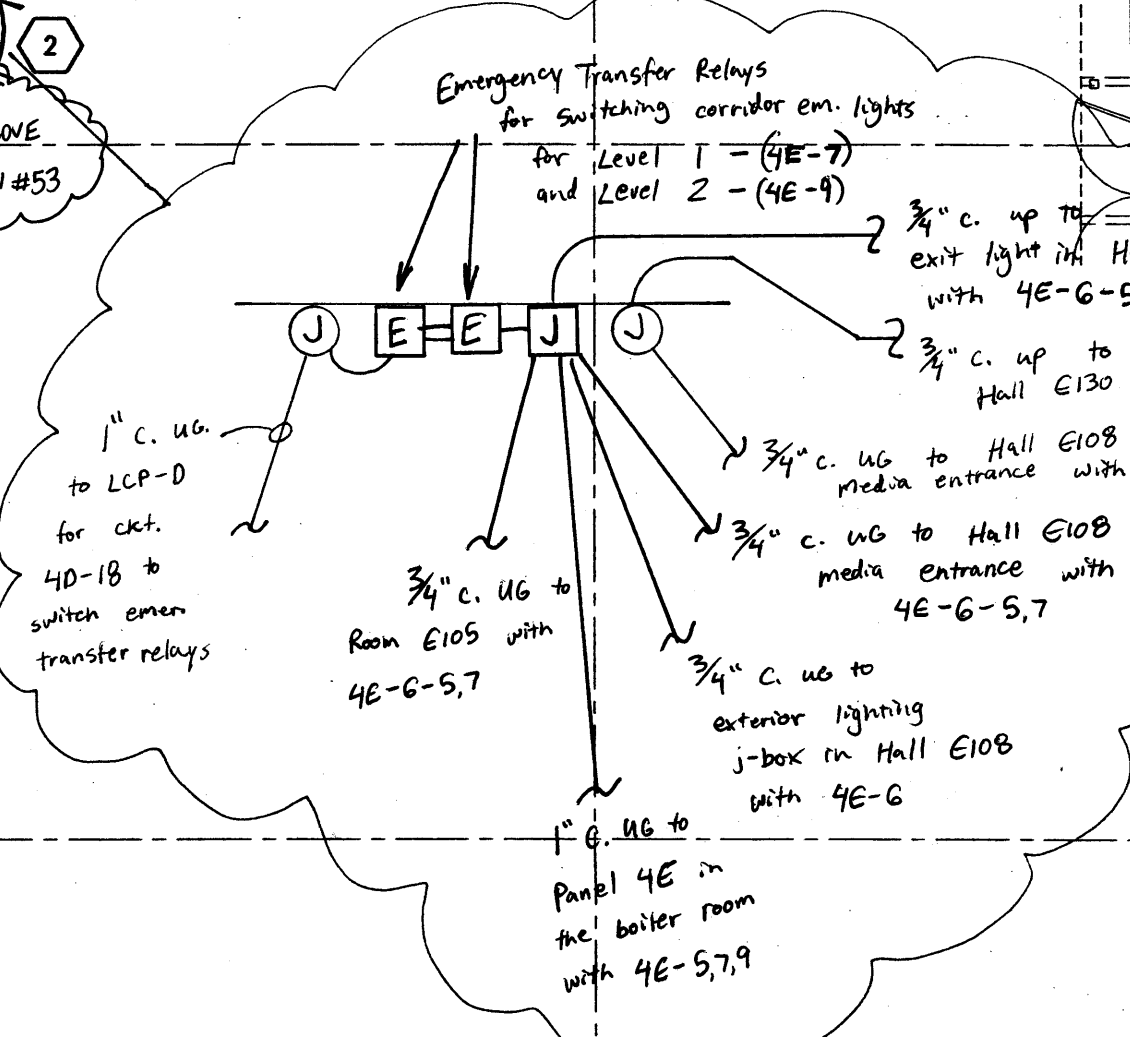 2
OVE
#53
Emergency Transfer Relays
for switching corridor em. lights
for Level 1 - (4E-7)
and Level 2 - (4E-9)
3/4" c. up to
exit light in H
with 4E-6-5
J
E
E
J
J
3/4" c. up to
Hall E130
1" C. UG.
to LCP-D
for ckt.
4D-18 to
switch emer.
transfer relays
3/4" c. UG to Hall E108
media entrance with
3/4" c. UG to Hall E108
media entrance with
4E-6-5,7
3/4" c. UG to
Room E105 with
4E-6-5,7
3/4" C. UG to
exterior lighting
j-box in Hall E108
with 4E-6
1" C. UG to
Panel 4E in
the boiler room
with 4E-5,7,9